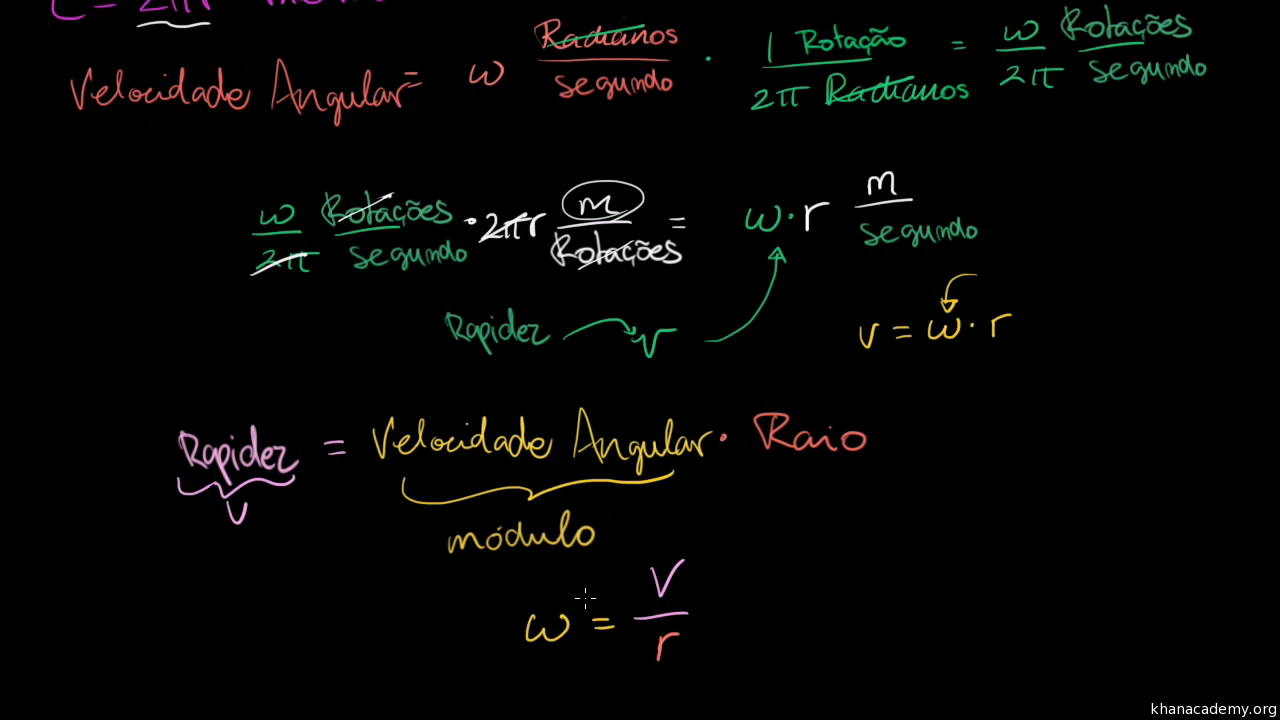 C = 2πr
Velocidade Angular = ω Radianos/segundo · 1 Rotação/2π Radianos = ω/2π Rotações/segundo
ω/2π Rotações/segundo · 2πr m/Rotações = ω·r m/segundo
Rapidez v
v = ω·r
Rapidez = Velocidade Angular · Raio
v
módulo
ω = v/r
khanacademy.org